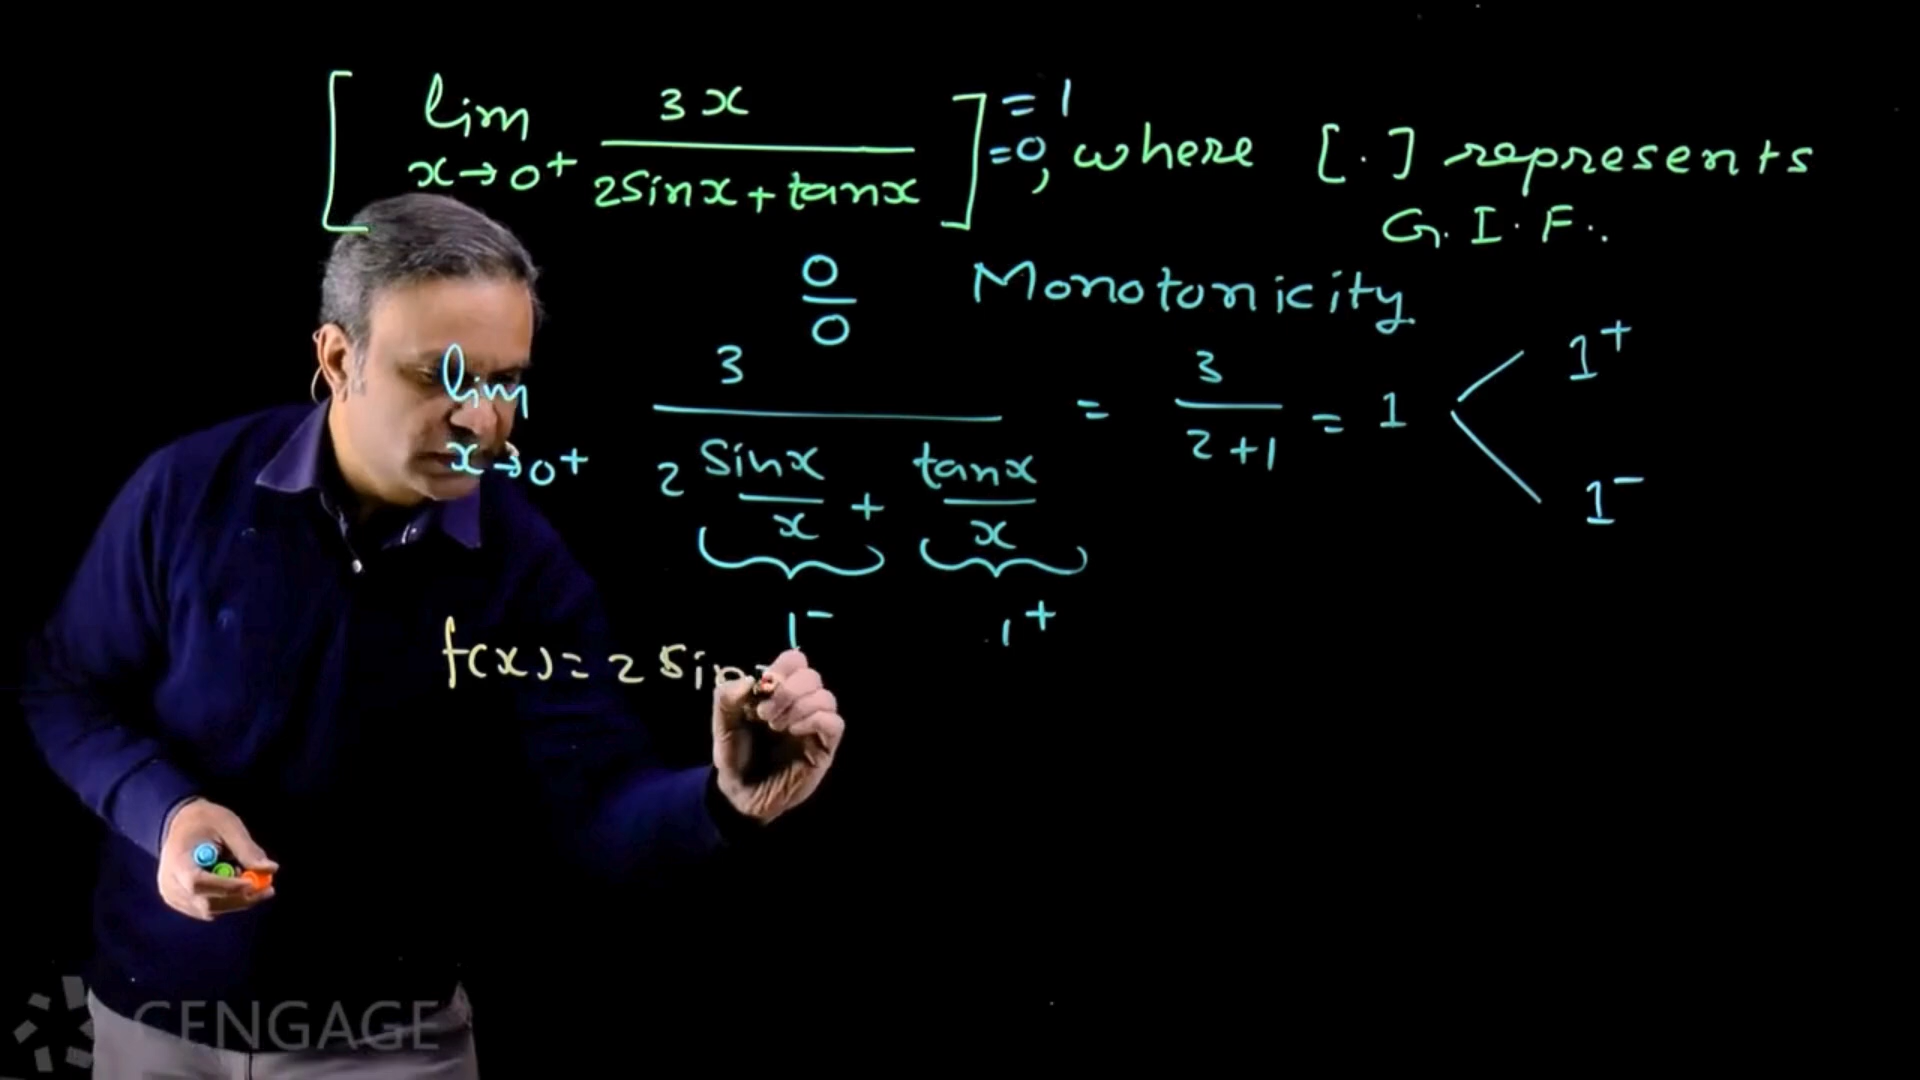 [ lim x→0+ 3x / (2sinx + tanx) ] = 1
= 0, where [.] represents
G.I.F..
0/0 Monotonicity
lim x→0+ 3 / (2 sinx/x + tanx/x) = 3/(2+1) = 1 < 1+
1-
1- 1+
f(x) = 2 Sin
CENGAGE